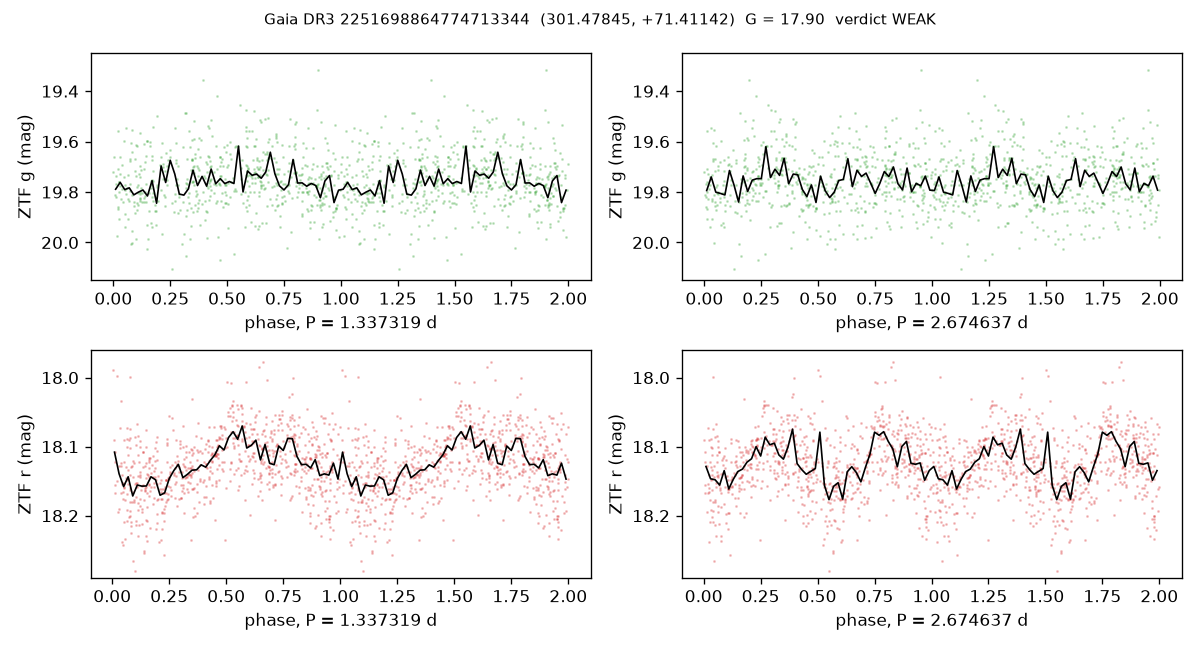 Gaia DR3 2251698864774713344 (301.47845, +71.41142) G = 17.90 verdict WEAK
ZTF g (mag)
19.4
19.6
19.8
20.0
0.00 0.25 0.50 0.75 1.00 1.25 1.50 1.75 2.00
phase, P = 1.337319 d
ZTF g (mag)
19.4
19.6
19.8
20.0
0.00 0.25 0.50 0.75 1.00 1.25 1.50 1.75 2.00
phase, P = 2.674637 d
ZTF r (mag)
18.0
18.1
18.2
0.00 0.25 0.50 0.75 1.00 1.25 1.50 1.75 2.00
phase, P = 1.337319 d
ZTF r (mag)
18.0
18.1
18.2
0.00 0.25 0.50 0.75 1.00 1.25 1.50 1.75 2.00
phase, P = 2.674637 d